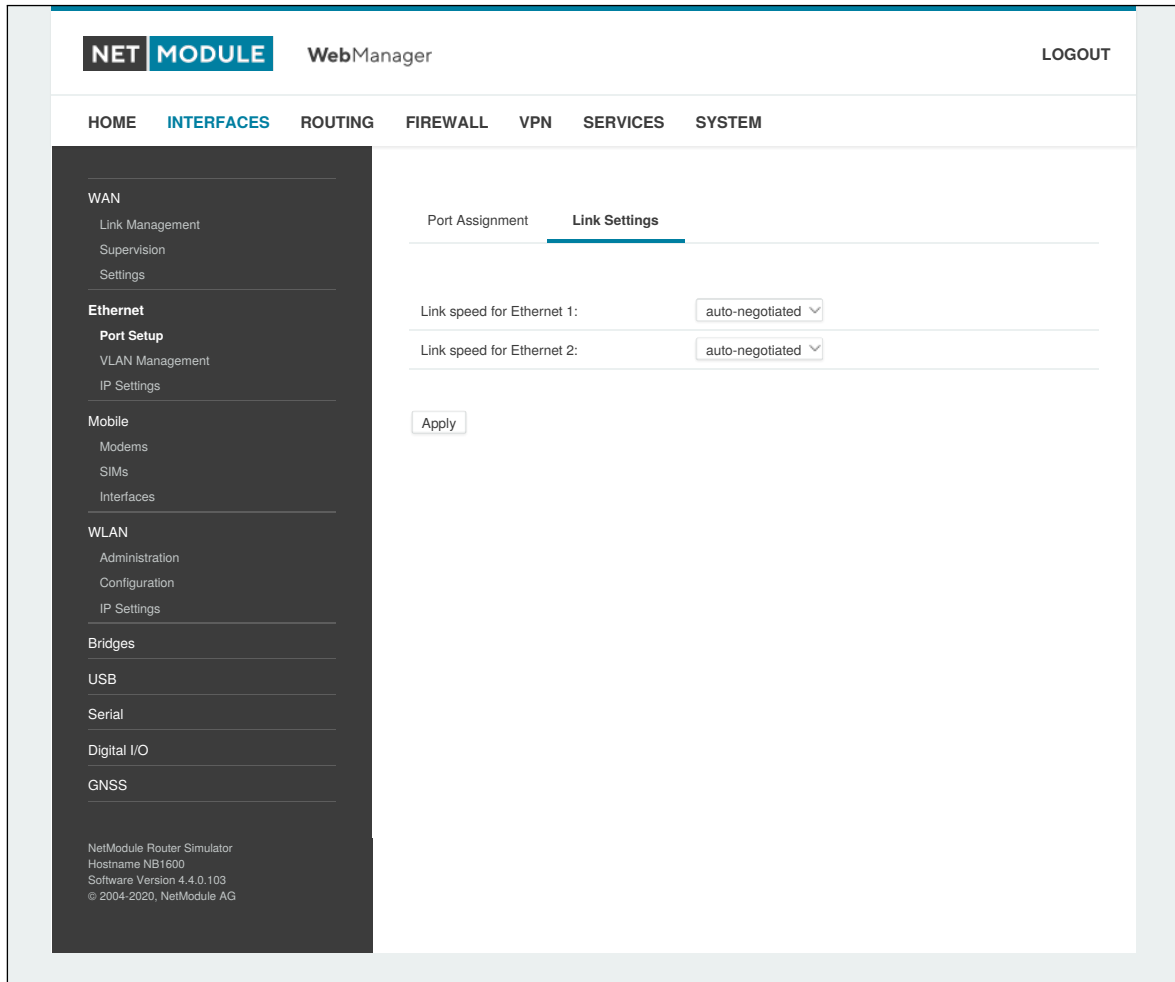 NET MODULE WebManager LOGOUT
HOME INTERFACES ROUTING FIREWALL VPN SERVICES SYSTEM
WAN
Link Management
Supervision
Settings
Ethernet
Port Setup
VLAN Management
IP Settings
Mobile
Modems
SIMs
Interfaces
WLAN
Administration
Configuration
IP Settings
Bridges
USB
Serial
Digital I/O
GNSS
NetModule Router Simulator
Hostname NB1600
Software Version 4.4.0.103
© 2004-2020, NetModule AG
Port Assignment Link Settings
Link speed for Ethernet 1: auto-negotiated
Link speed for Ethernet 2: auto-negotiated
Apply